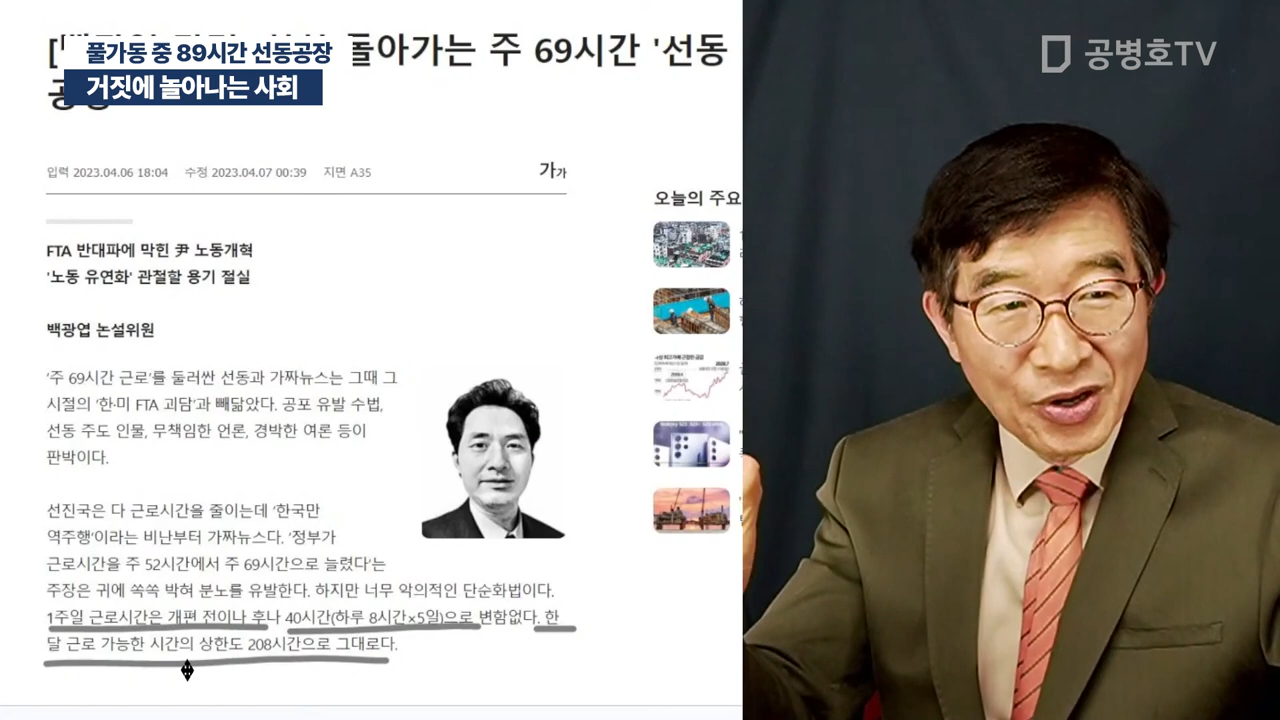 풀가동 중 89시간 선동공장
거짓에 놀아나는 사회
돌아가는 주 69시간 '선동
공병호TV
입력 2023.04.06 18:04 수정 2023.04.07 00:39 지면 A35
가가
오늘의 주요
FTA 반대파에 막힌 尹 노동개혁
'노동 유연화' 관철할 용기 절실
백광엽 논설위원
'주 69시간 근로'를 둘러싼 선동과 가짜뉴스는 그때 그
시절의 '한·미 FTA 괴담'과 빼닮았다. 공포 유발 수법,
선동 주도 인물, 무책임한 언론, 경박한 여론 등이
판박이다.
선진국은 다 근로시간을 줄이는데 '한국만
역주행'이라는 비난부터 가짜뉴스다. '정부가
근로시간을 주 52시간에서 주 69시간으로 늘렸다'는
주장은 귀에 쏙쏙 박혀 분노를 유발한다. 하지만 너무 악의적인 단순화법이다.
1주일 근로시간은 개편 전이나 후나 40시간(하루 8시간×5일)으로 변함없다. 한
달 근로 가능한 시간의 상한도 208시간으로 그대로다.